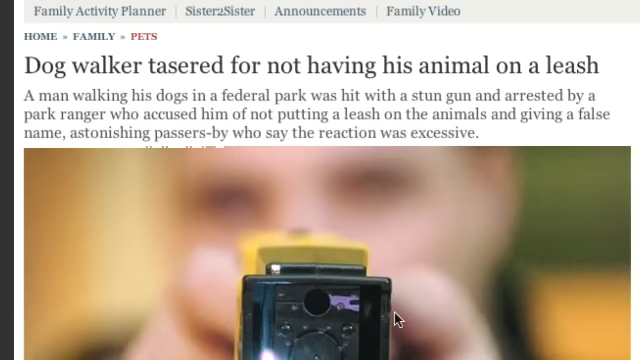 Family Activity Planner | Sister2Sister | Announcements | Family Video
HOME » FAMILY » PETS
Dog walker tasered for not having his animal on a leash
A man walking his dogs in a federal park was hit with a stun gun and arrested by a
park ranger who accused him of not putting a leash on the animals and giving a false
name, astonishing passers-by who say the reaction was excessive.